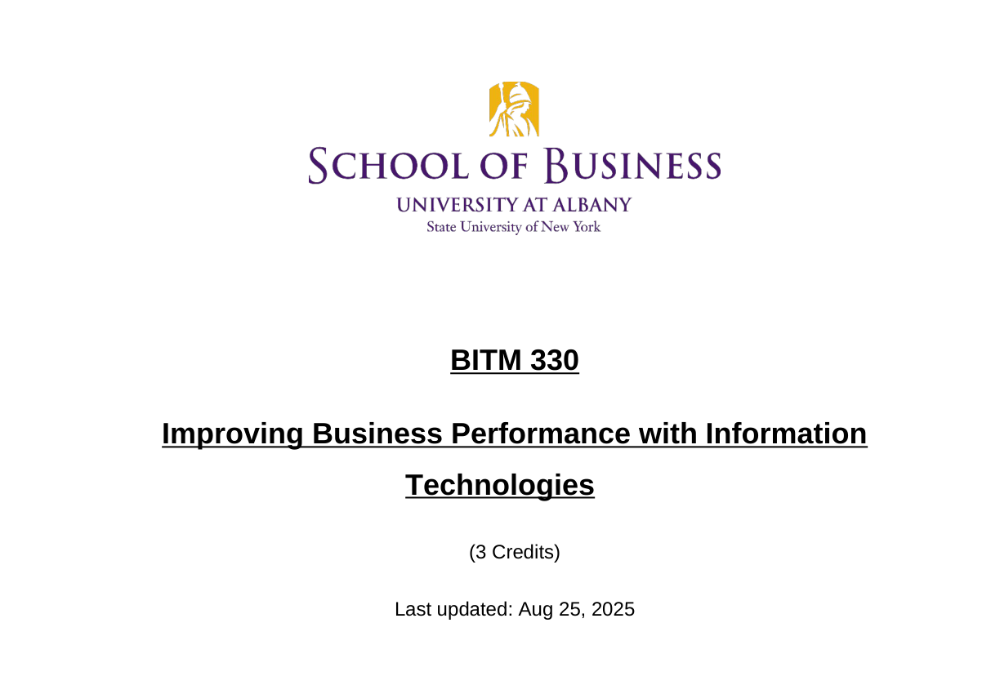 SCHOOL OF BUSINESS
UNIVERSITY AT ALBANY
State University of New York
BITM 330
Improving Business Performance with Information
Technologies
(3 Credits)
Last updated: Aug 25, 2025